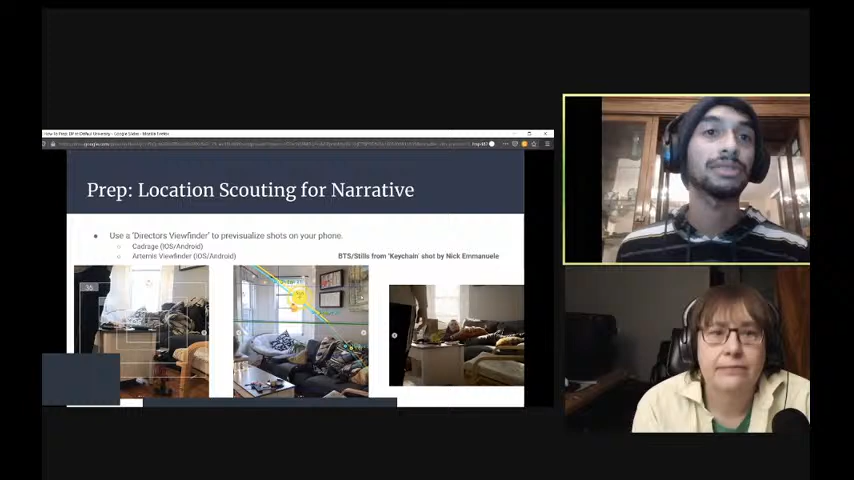 Prep: Location Scouting for Narrative
Use a 'Directors Viewfinder' to previsualize shots on your phone.
Cadrage (IOS/Android)
Artemis Viewfinder (IOS/Android)
BTS/Stills from 'Keychain' shot by Nick Emmanuele
35